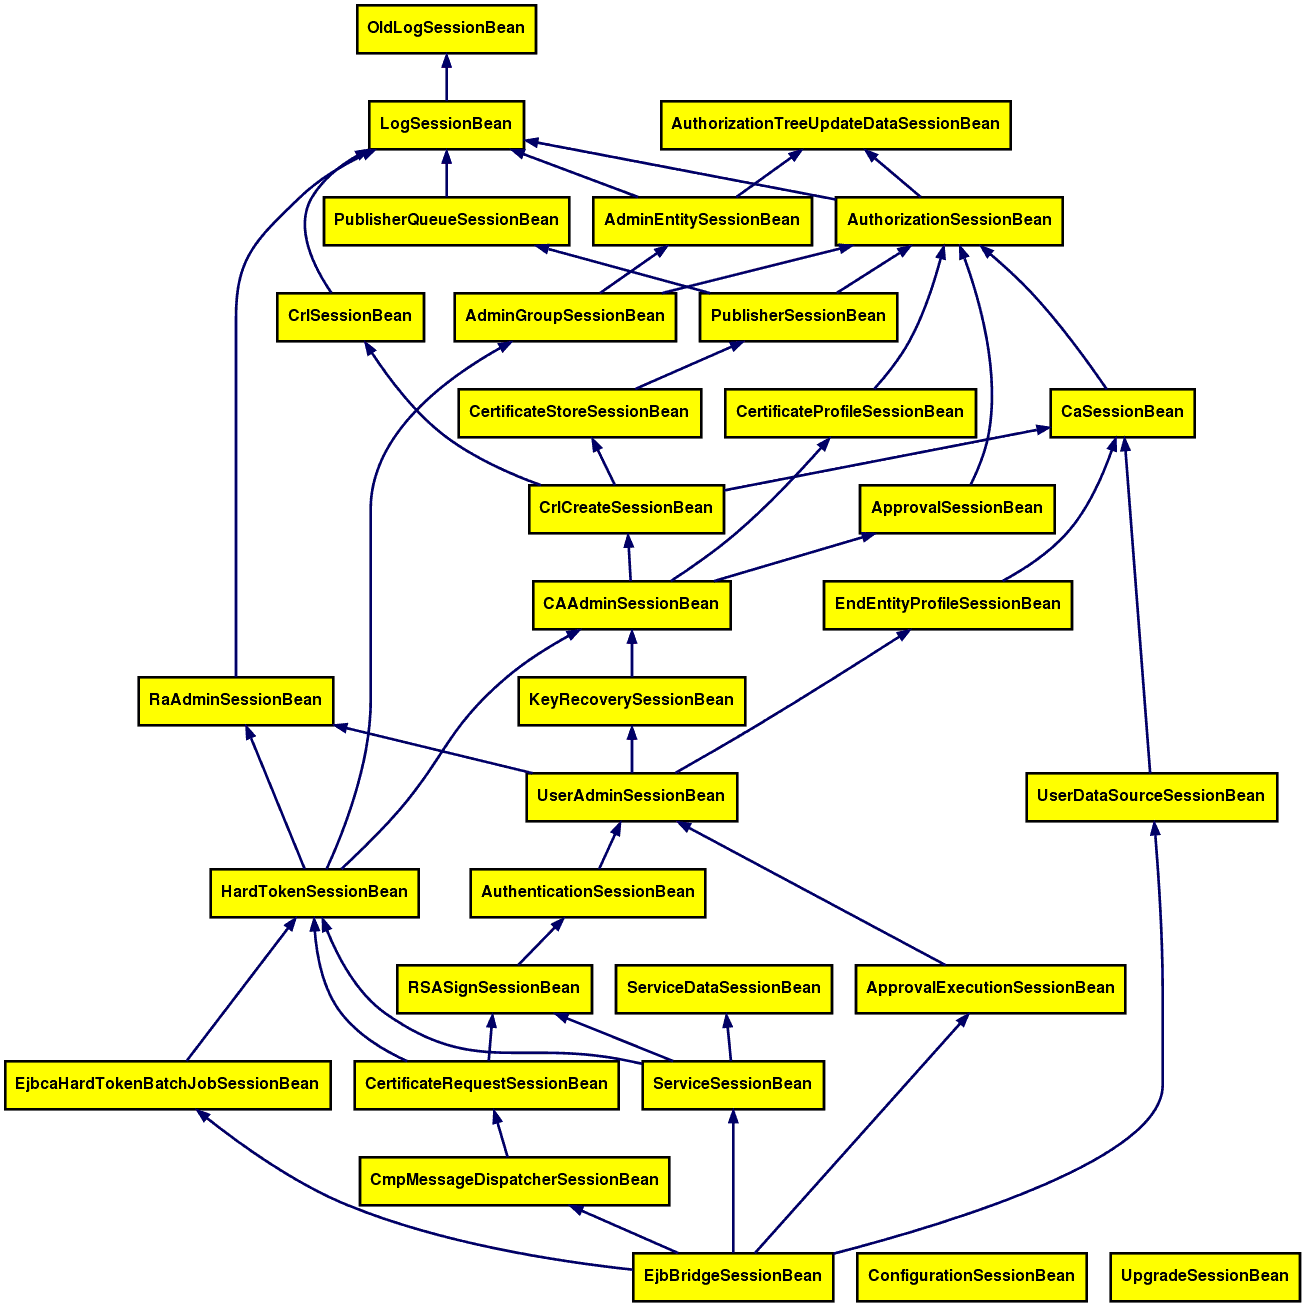 OldLogSessionBean
LogSessionBean
AuthorizationTreeUpdateDataSessionBean
PublisherQueueSessionBean
AdminEntitySessionBean
AuthorizationSessionBean
CrlSessionBean
AdminGroupSessionBean
PublisherSessionBean
CertificateStoreSessionBean
CertificateProfileSessionBean
CaSessionBean
CrlCreateSessionBean
ApprovalSessionBean
CAAdminSessionBean
EndEntityProfileSessionBean
RaAdminSessionBean
KeyRecoverySessionBean
UserAdminSessionBean
UserDataSourceSessionBean
HardTokenSessionBean
AuthenticationSessionBean
RSASignSessionBean
ServiceDataSessionBean
ApprovalExecutionSessionBean
EjbcaHardTokenBatchJobSessionBean
CertificateRequestSessionBean
ServiceSessionBean
CmpMessageDispatcherSessionBean
EjbBridgeSessionBean
ConfigurationSessionBean
UpgradeSessionBean